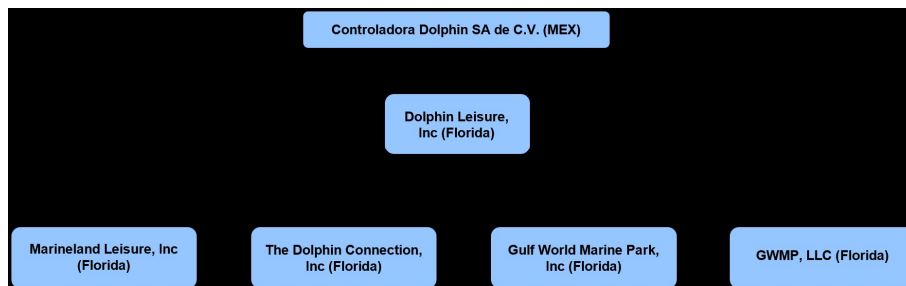 Controladora Dolphin SA de C.V. (MEX)
Dolphin Leisure,
Inc (Florida)
Marineland Leisure, Inc
(Florida)
The Dolphin Connection,
Inc (Florida)
Gulf World Marine Park,
Inc (Florida)
GWMP, LLC (Florida)